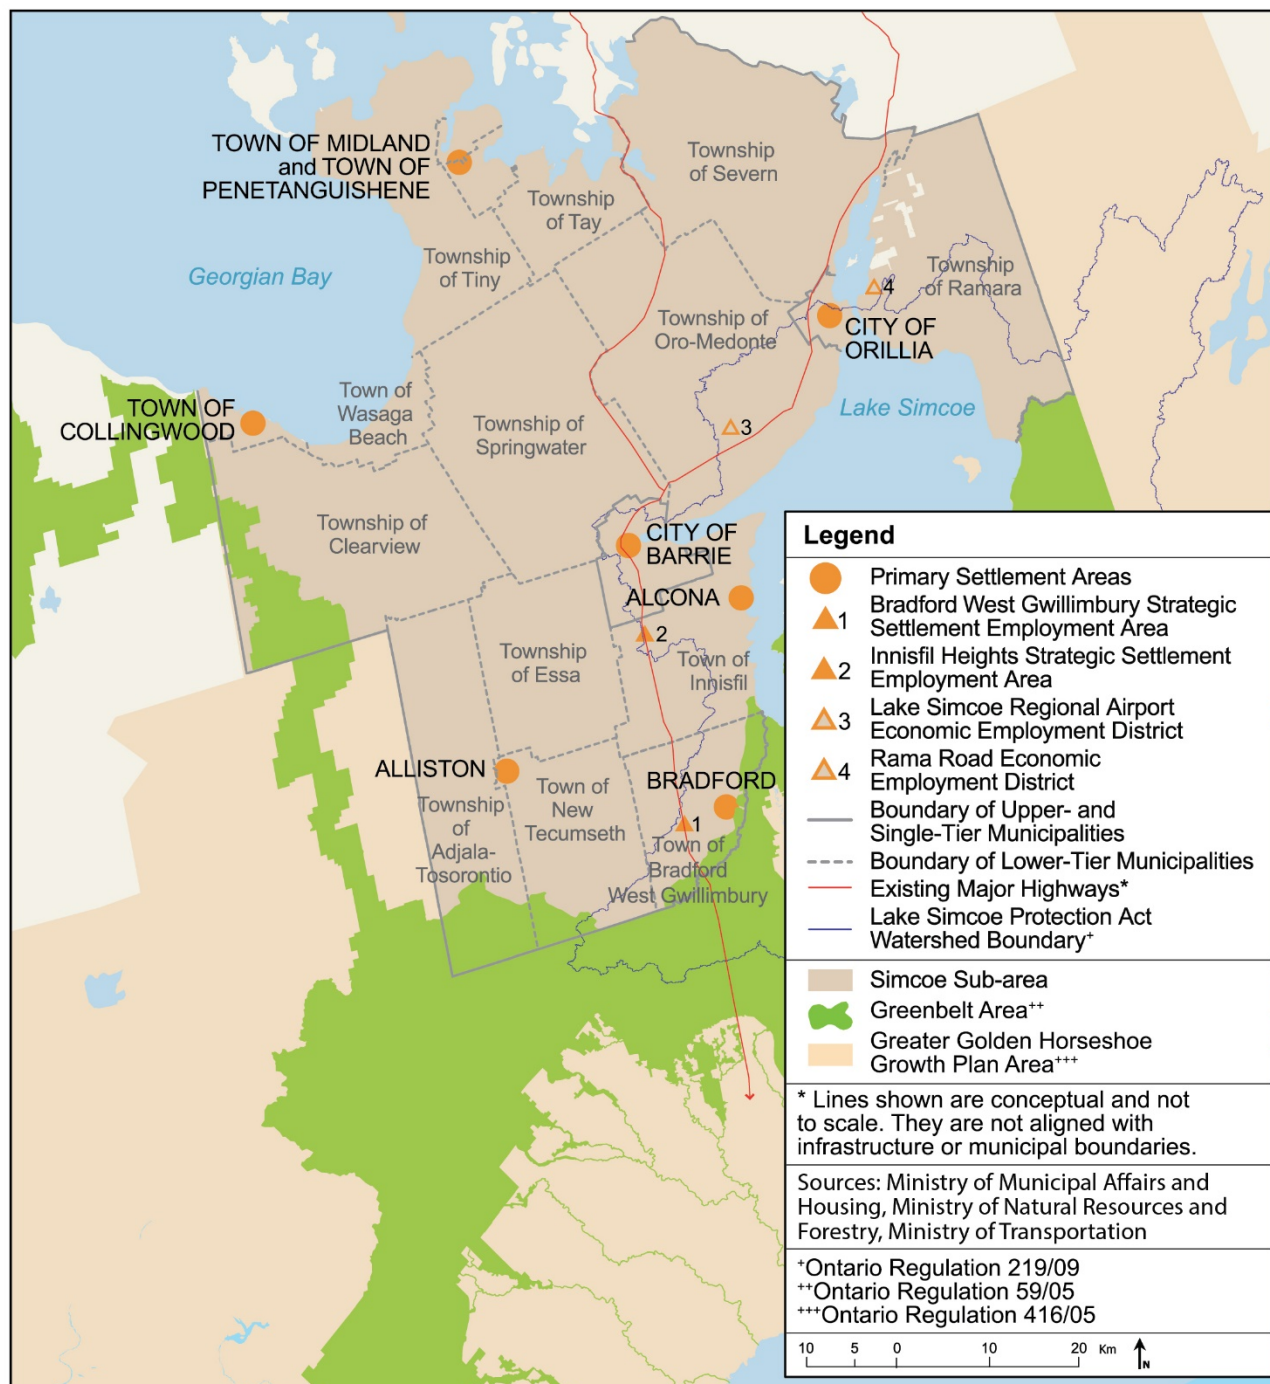 TOWN OF MIDLAND
and TOWN OF
PENETANGUISHENE
Township
of Severn
Township
of Tay
Township
of Tiny
Georgian Bay
Township
of Ramara
4
Township of
Oro-Medonte
CITY OF
ORILLIA
Lake Simcoe
TOWN OF
COLLINGWOOD
Town of
Wasaga
Beach
Township of
Springwater
3
Township of
Clearview
CITY OF
BARRIE
ALCONA
2
Township
of Essa
Town of
Innisfil
ALLISTON
BRADFORD
Township
of
Adjala-
Tosorontio
Town of
New
Tecumseth
1
Town of
Bradford
West Gwillimbury
Legend
Primary Settlement Areas
1 Bradford West Gwillimbury Strategic
Settlement Employment Area
2 Innisfil Heights Strategic Settlement
Employment Area
3 Lake Simcoe Regional Airport
Economic Employment District
4 Rama Road Economic
Employment District
Boundary of Upper- and
Single-Tier Municipalities
Boundary of Lower-Tier Municipalities
Existing Major Highways*
Lake Simcoe Protection Act
Watershed Boundary+
Simcoe Sub-area
Greenbelt Area++
Greater Golden Horseshoe
Growth Plan Area+++
* Lines shown are conceptual and not
to scale. They are not aligned with
infrastructure or municipal boundaries.
Sources: Ministry of Municipal Affairs and
Housing, Ministry of Natural Resources and
Forestry, Ministry of Transportation
+Ontario Regulation 219/09
++Ontario Regulation 59/05
+++Ontario Regulation 416/05
10 5 0 10 20 Km N